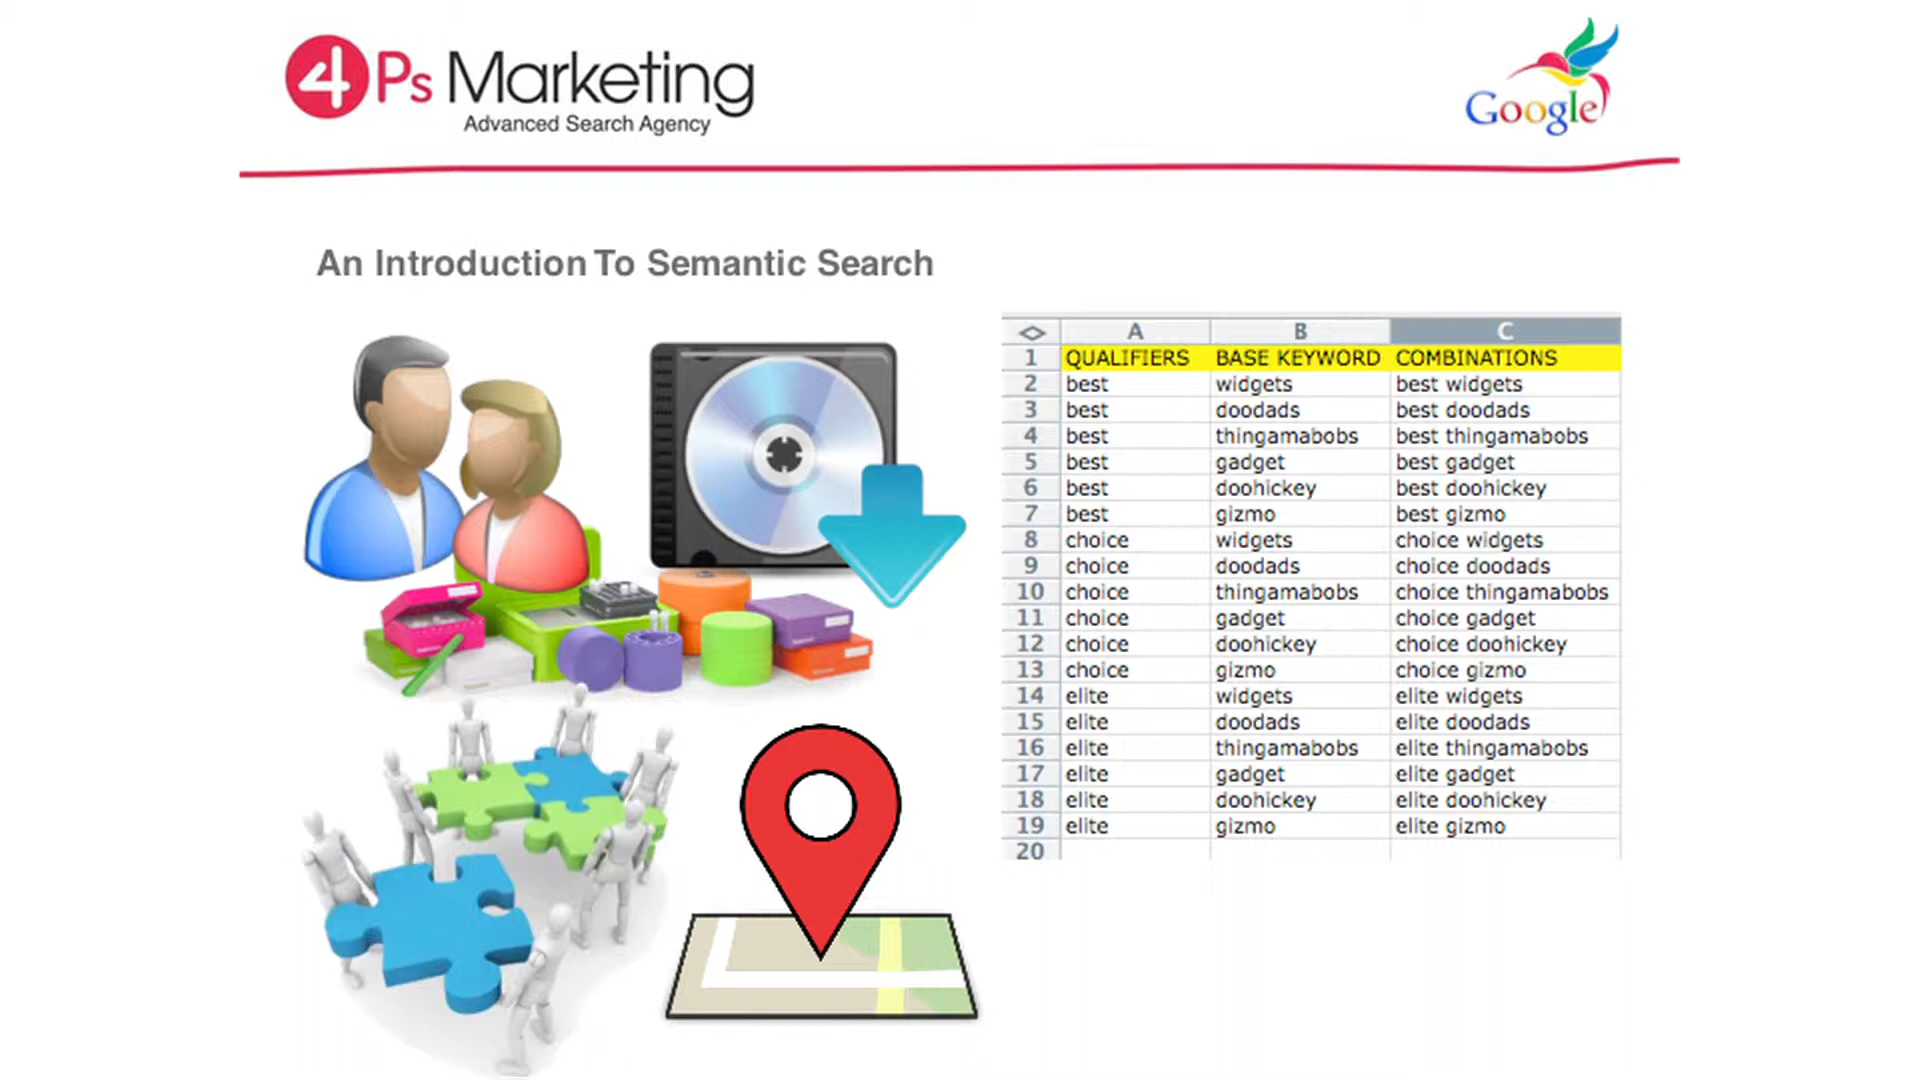 4Ps Marketing
Advanced Search Agency
Google
An Introduction To Semantic Search
A B C
1 QUALIFIERS BASE KEYWORD COMBINATIONS
2 best widgets best widgets
3 best doodads best doodads
4 best thingamabobs best thingamabobs
5 best gadget best gadget
6 best doohickey best doohickey
7 best gizmo best gizmo
8 choice widgets choice widgets
9 choice doodads choice doodads
10 choice thingamabobs choice thingamabobs
11 choice gadget choice gadget
12 choice doohickey choice doohickey
13 choice gizmo choice gizmo
14 elite widgets elite widgets
15 elite doodads elite doodads
16 elite thingamabobs elite thingamabobs
17 elite gadget elite gadget
18 elite doohickey elite doohickey
19 elite gizmo elite gizmo
20